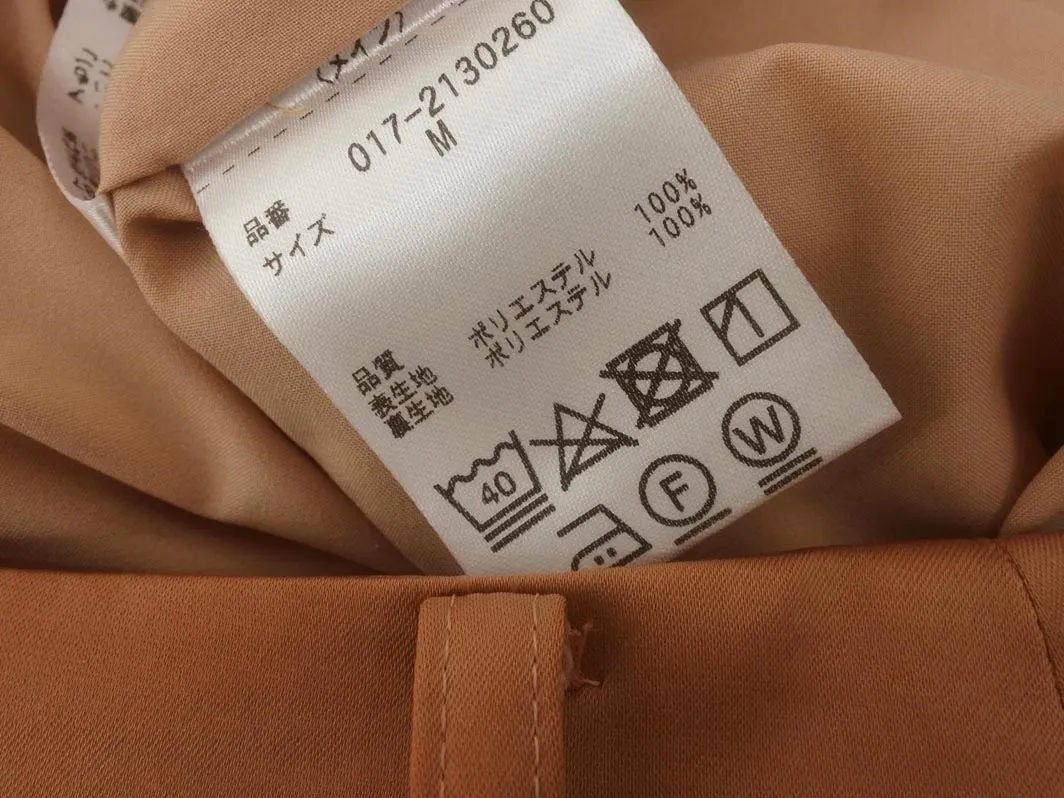 (メイン)
品番 017-2130260
サイズ M
品質
表生地 ポリエステル 100%
裏生地 ポリエステル 100%
40
F
W